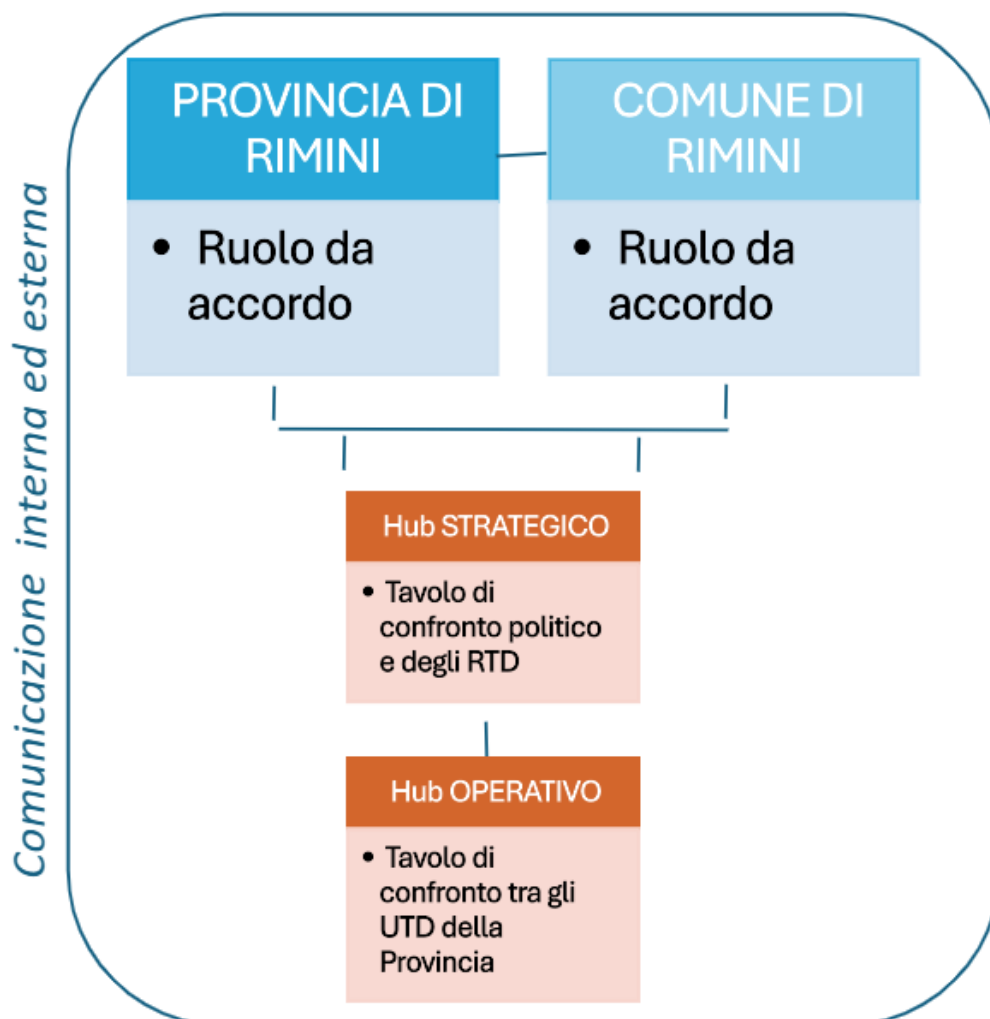 Comunicazione interna ed esterna
PROVINCIA DI
RIMINI
• Ruolo da
accordo
COMUNE DI
RIMINI
• Ruolo da
accordo
Hub STRATEGICO
• Tavolo di
confronto politico
e degli RTD
Hub OPERATIVO
• Tavolo di
confronto tra gli
UTD della
Provincia